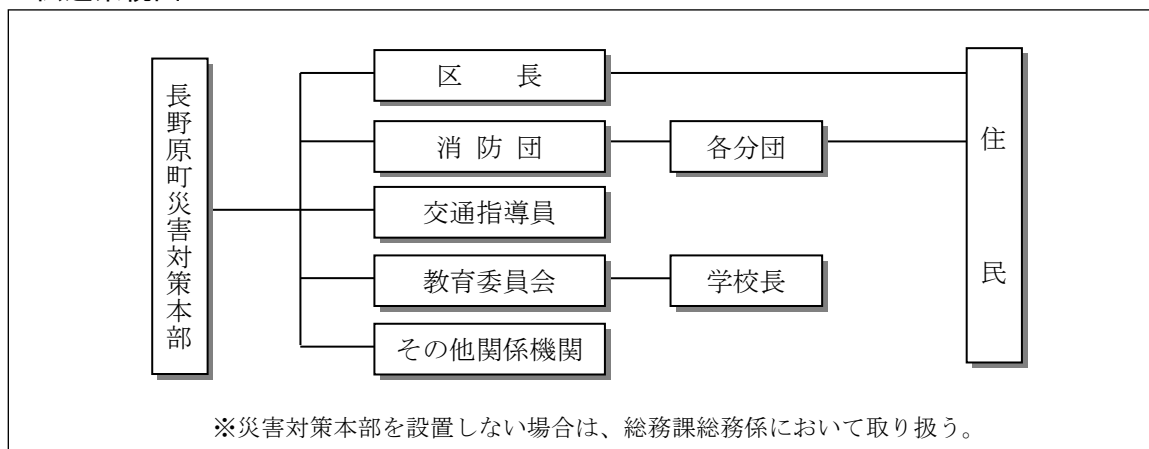 長野原町災害対策本部
区　　長
消 防 団
各分団
交通指導員
教育委員会
学校長
その他関係機関
住民
※災害対策本部を設置しない場合は、総務課総務係において取り扱う。